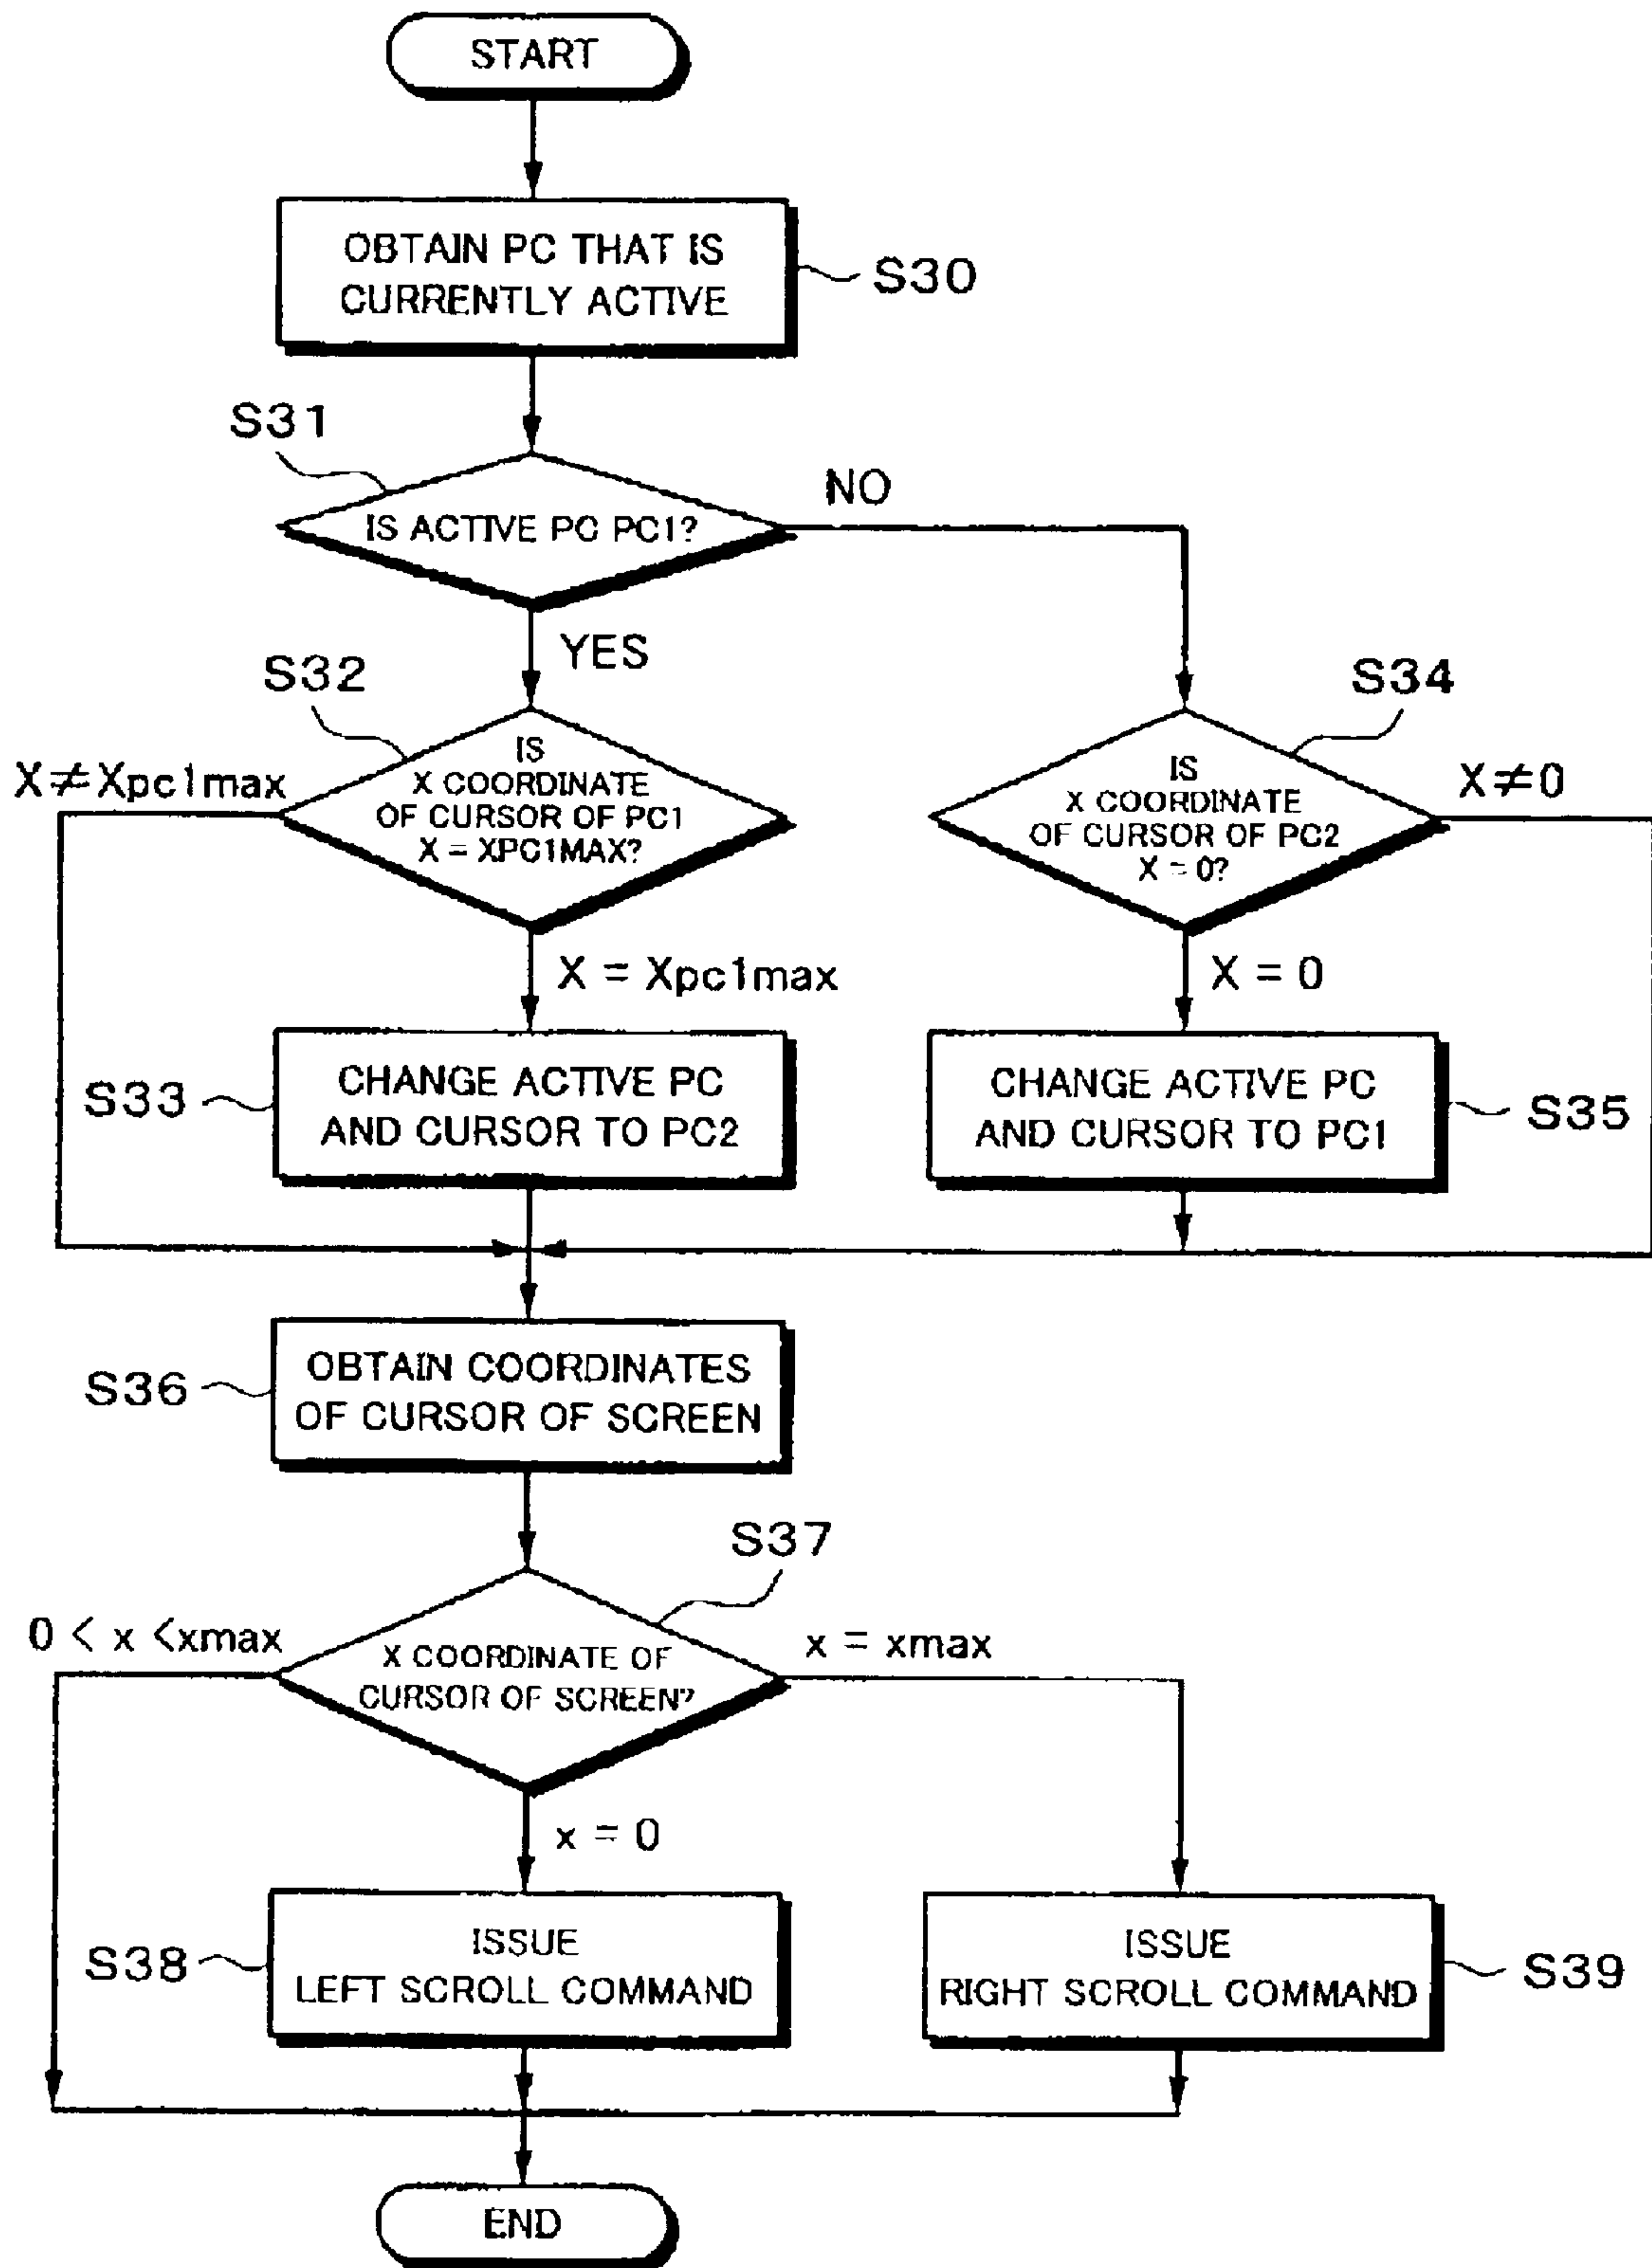 START
OBTAIN PC THAT IS
CURRENTLY ACTIVE
S30
S31
IS ACTIVE PC PC1?
NO
YES
S32
IS
X COORDINATE
OF CURSOR OF PC1
X = XPC1MAX?
X≠Xpc1max
X = Xpc1max
S34
IS
X COORDINATE
OF CURSOR OF PC2
X = 0?
X≠0
X = 0
S33
CHANGE ACTIVE PC
AND CURSOR TO PC2
CHANGE ACTIVE PC
AND CURSOR TO PC1
S35
S36
OBTAIN COORDINATES
OF CURSOR OF SCREEN
S37
X COORDINATE OF
CURSOR OF SCREEN?
0 < x <xmax
x = xmax
x = 0
S38
ISSUE
LEFT SCROLL COMMAND
ISSUE
RIGHT SCROLL COMMAND
S39
END